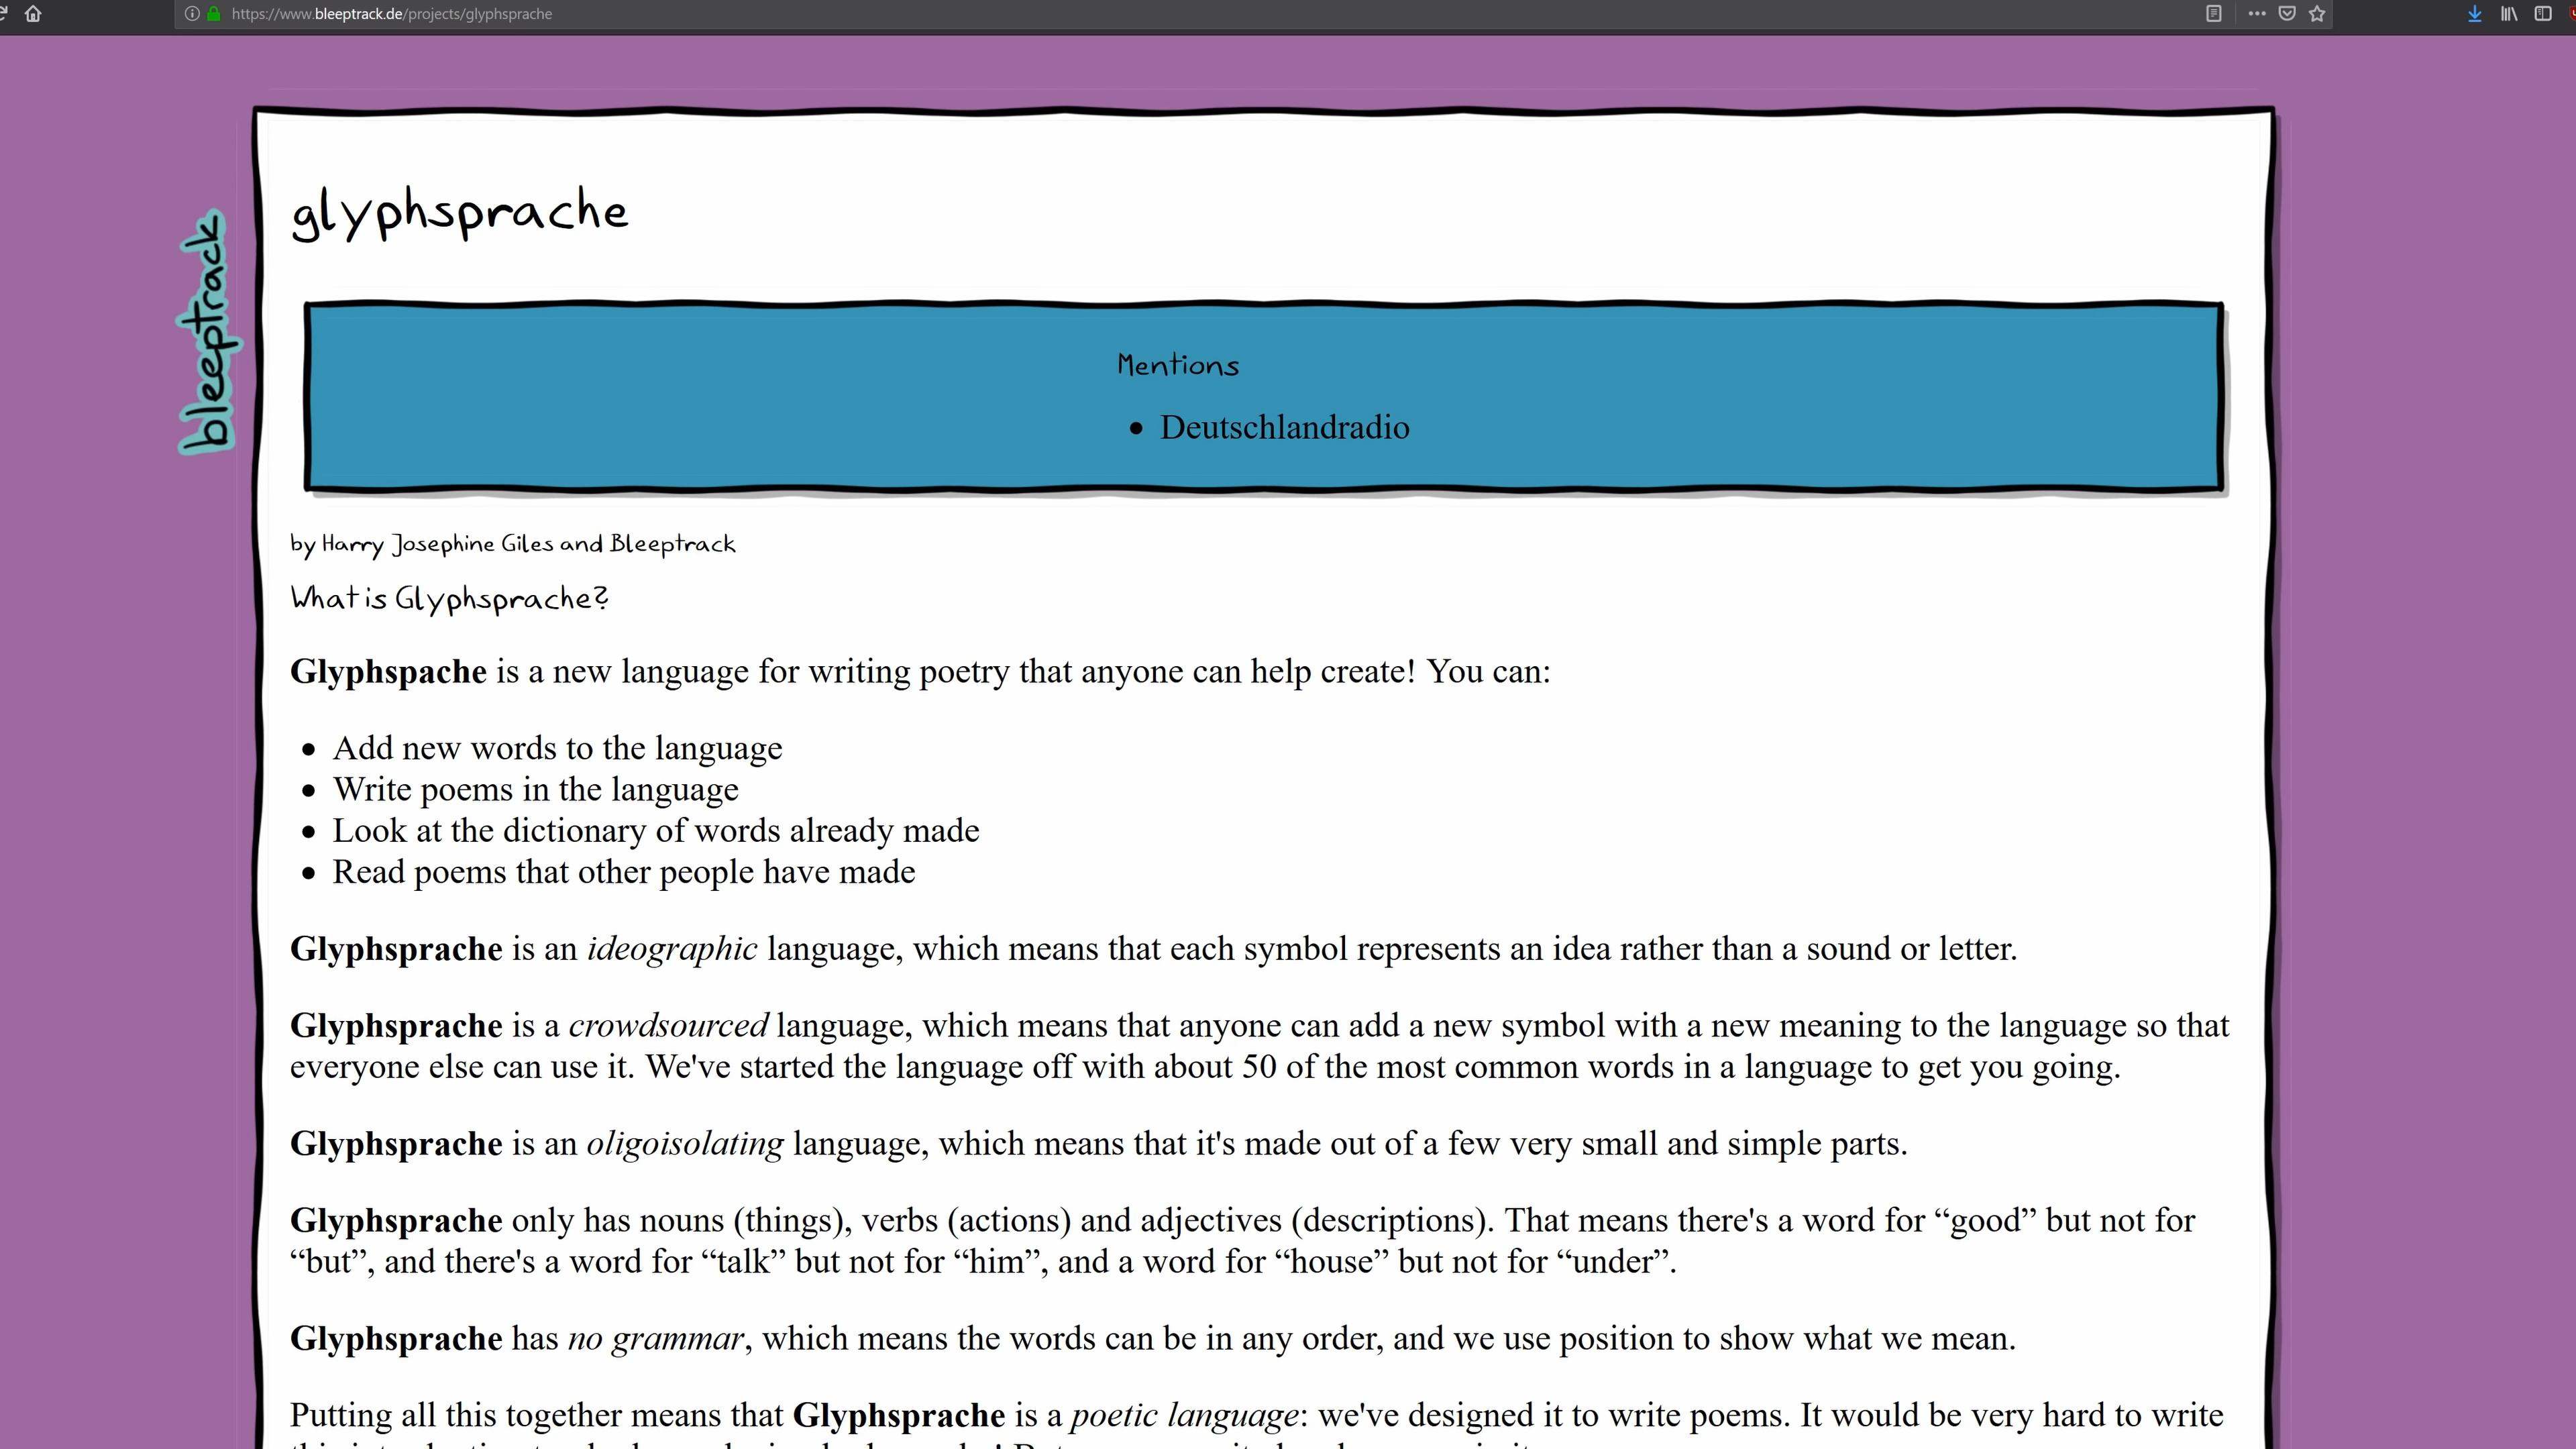 https://www.bleeptrack.de/projects/glyphsprache
bleeptrack
glyphsprache
Mentions
• Deutschlandradio
by Harry Josephine Giles and Bleeptrack
What is Glyphsprache?
Glyphspache is a new language for writing poetry that anyone can help create! You can:
• Add new words to the language
• Write poems in the language
• Look at the dictionary of words already made
• Read poems that other people have made
Glyphsprache is an ideographic language, which means that each symbol represents an idea rather than a sound or letter.
Glyphsprache is a crowdsourced language, which means that anyone can add a new symbol with a new meaning to the language so that
everyone else can use it. We've started the language off with about 50 of the most common words in a language to get you going.
Glyphsprache is an oligoisolating language, which means that it's made out of a few very small and simple parts.
Glyphsprache only has nouns (things), verbs (actions) and adjectives (descriptions). That means there's a word for “good” but not for
“but”, and there's a word for “talk” but not for “him”, and a word for “house” but not for “under”.
Glyphsprache has no grammar, which means the words can be in any order, and we use position to show what we mean.
Putting all this together means that Glyphsprache is a poetic language: we've designed it to write poems. It would be very hard to write